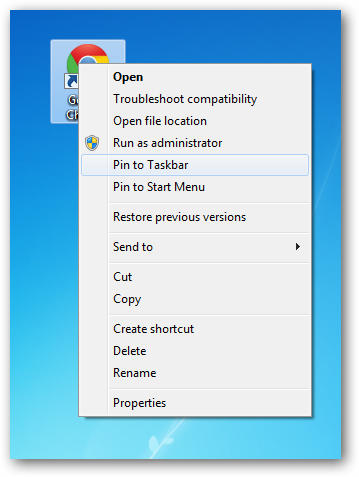 Open
Troubleshoot compatibility
Open file location
Run as administrator
Pin to Taskbar
Pin to Start Menu
Restore previous versions
Send to
Cut
Copy
Create shortcut
Delete
Rename
Properties